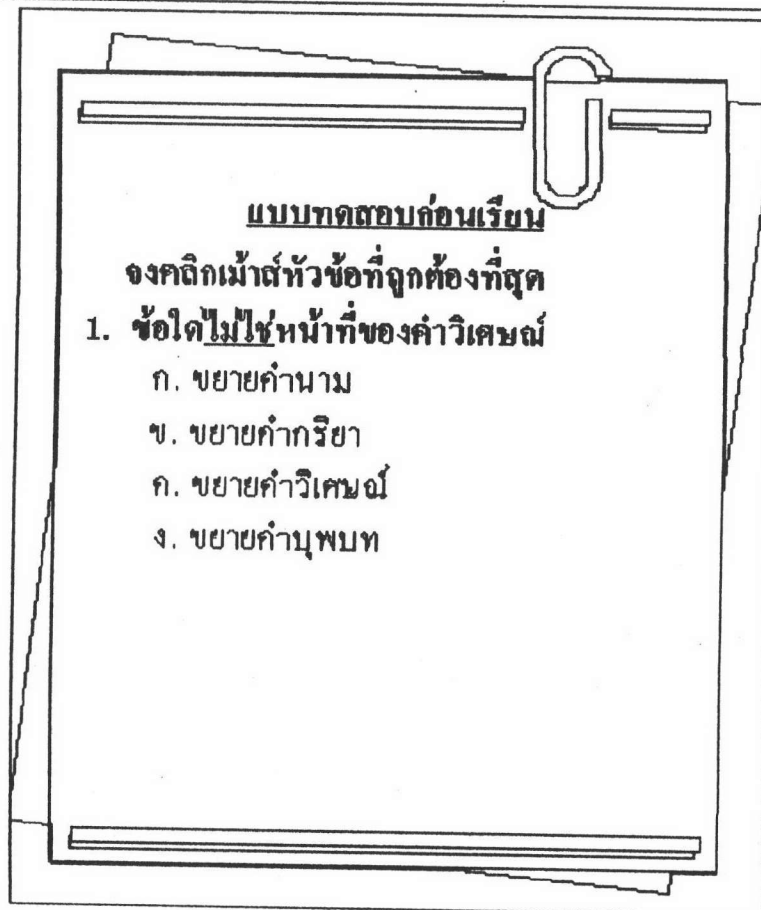 แบบทดสอบก่อนเรียน
จงคลิกเม้าส์หัวข้อที่ถูกต้องที่สุด
1. ข้อใดไม่ใช่หน้าที่ของคำวิเศษณ์
ก. ขยายคำนาม
ข. ขยายคำกริยา
ค. ขยายคำวิเศษณ์
ง. ขยายคำบุพบท